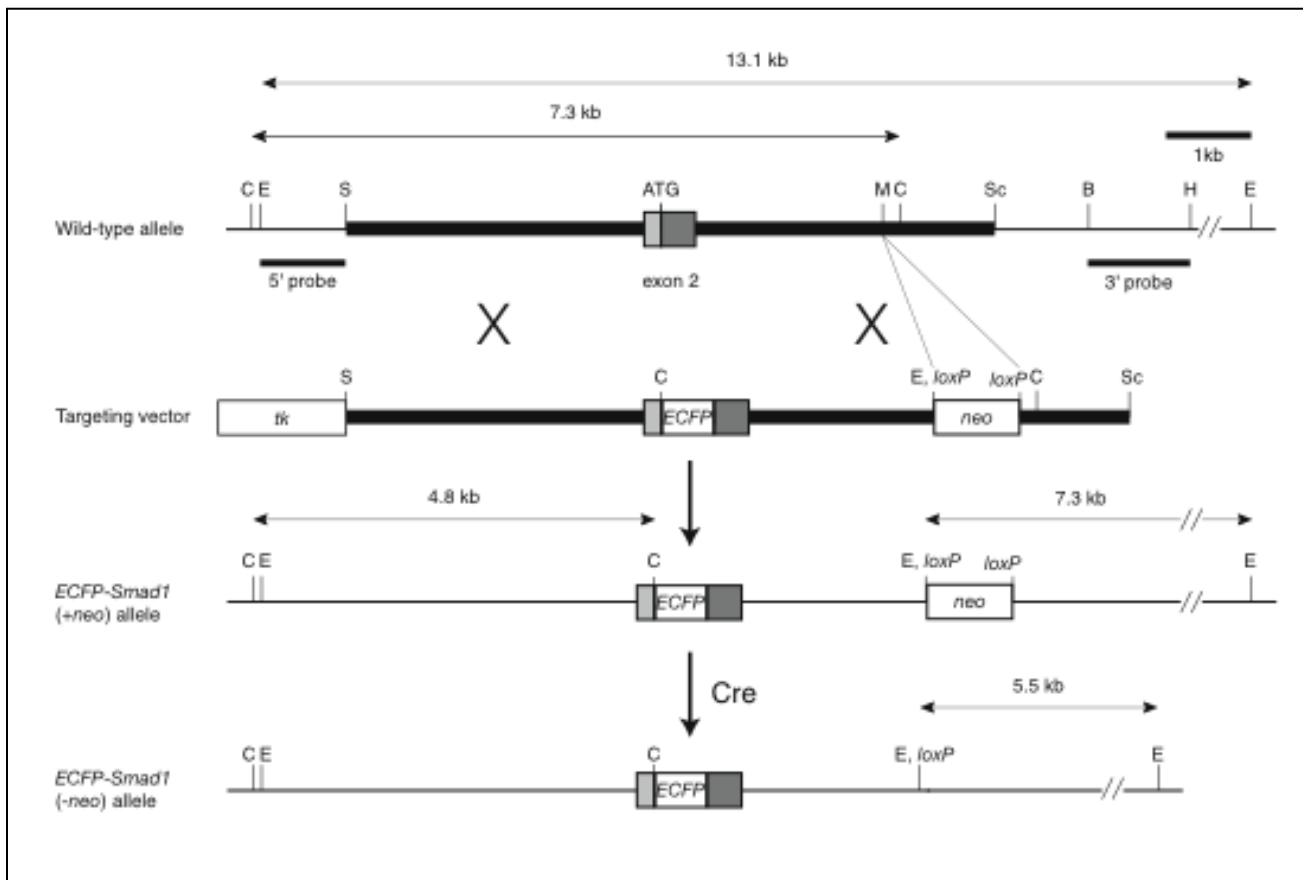 13.1 kb
7.3 kb
1kb
C E S ATG M C Sc B H E
Wild-type allele
5' probe exon 2 3' probe
X X
S C E, loxP loxP C Sc
Targeting vector tk ECFP neo
4.8 kb 7.3 kb
C E C E, loxP loxP E
ECFP-Smad1
(+neo) allele
ECFP neo
Cre
5.5 kb
C E C E, loxP E
ECFP-Smad1
(-neo) allele
ECFP